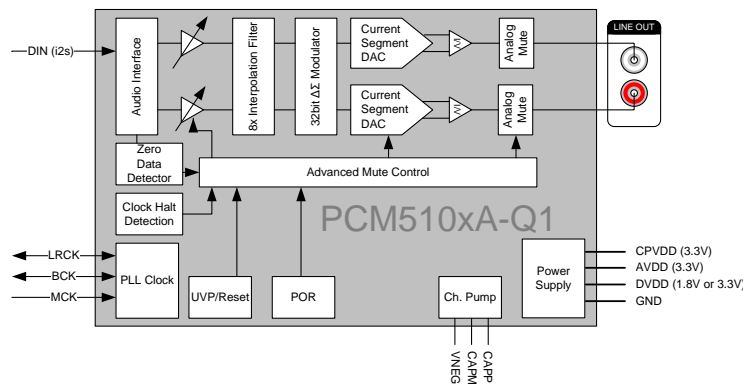 DIN (i2s)
Audio Interface
8x Interpolation Filter
32bit ΔΣ Modulator
Current
Segment
DAC
I/V
Analog
Mute
LINE OUT
Current
Segment
DAC
I/V
Analog
Mute
Zero
Data
Detector
Advanced Mute Control
Clock Halt
Detection
PCM510xA-Q1
LRCK
BCK
MCK
PLL Clock
UVP/Reset
POR
Ch. Pump
Power
Supply
CPVDD (3.3V)
AVDD (3.3V)
DVDD (1.8V or 3.3V)
GND
VNEG
CAPM
CAPP